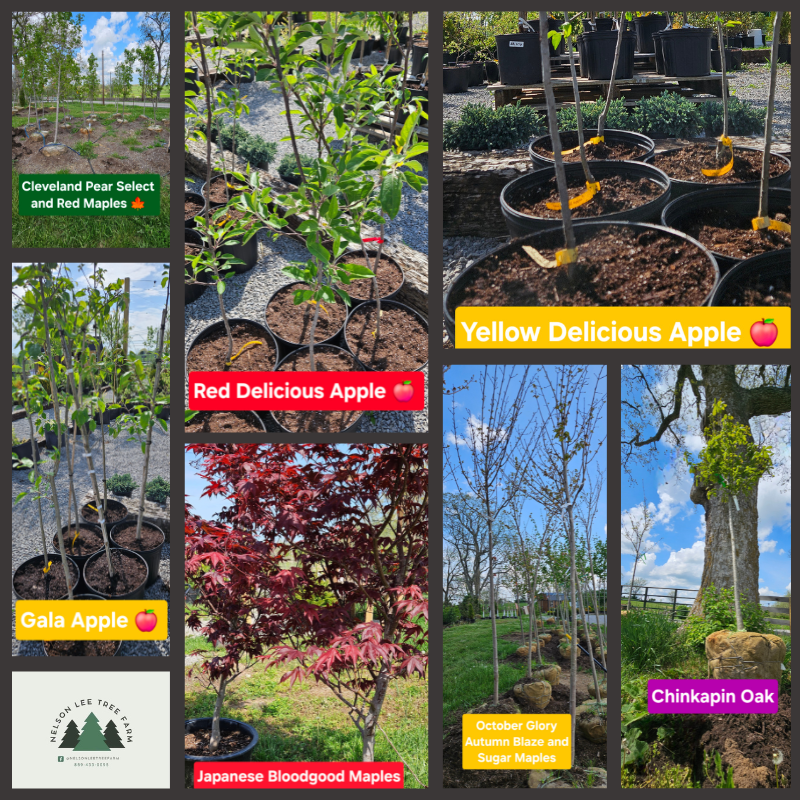 Cleveland Pear Select
and Red Maples 🍁
Red Delicious Apple 🍎
Yellow Delicious Apple 🍎
Gala Apple 🍎
Japanese Bloodgood Maples
October Glory
Autumn Blaze and
Sugar Maples
Chinkapin Oak
NELSON LEE TREE FARM
@NELSONLEETREEFARM